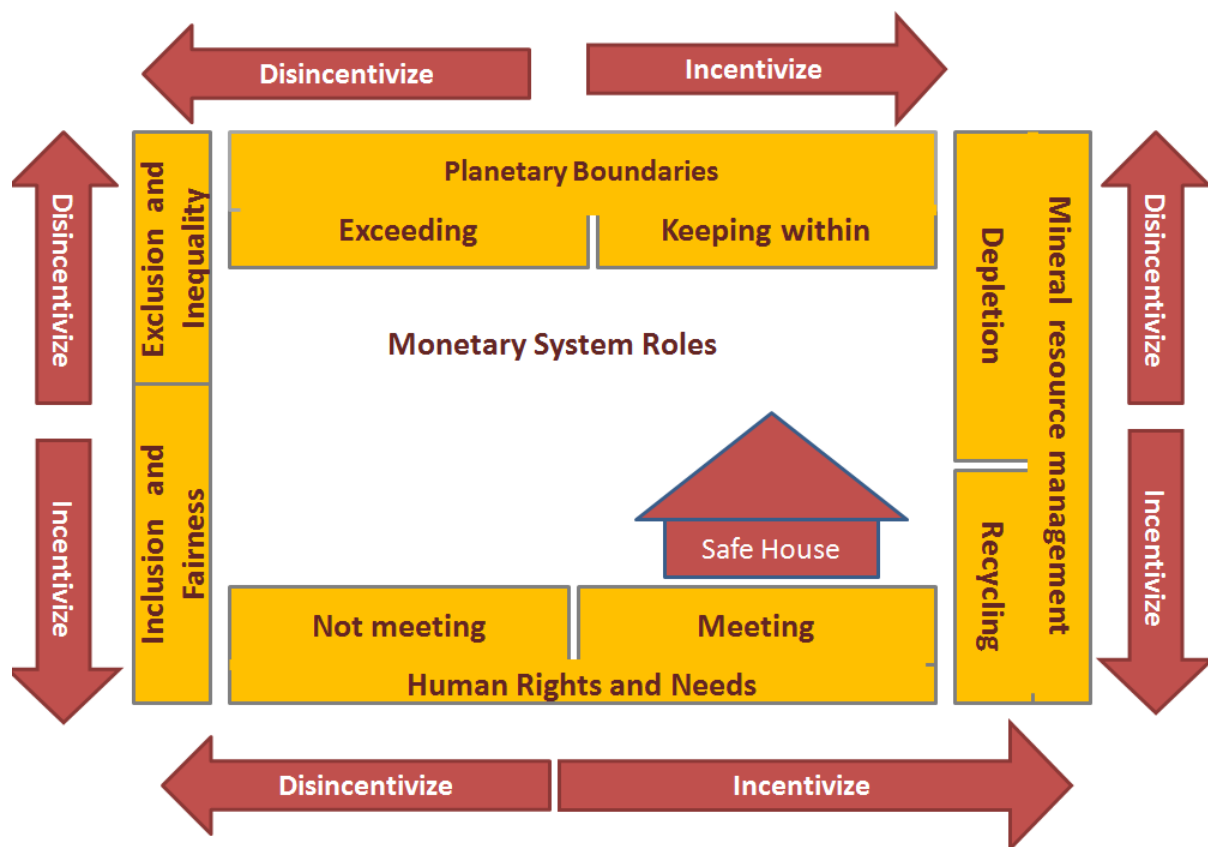 Disincentivize
Incentivize
Disincentivize
Incentivize
Exclusion and
Inequality
Inclusion and
Fairness
Planetary Boundaries
Exceeding
Keeping within
Monetary System Roles
Safe House
Not meeting
Meeting
Human Rights and Needs
Depletion
Recycling
Mineral resource management
Disincentivize
Incentivize
Disincentivize
Incentivize